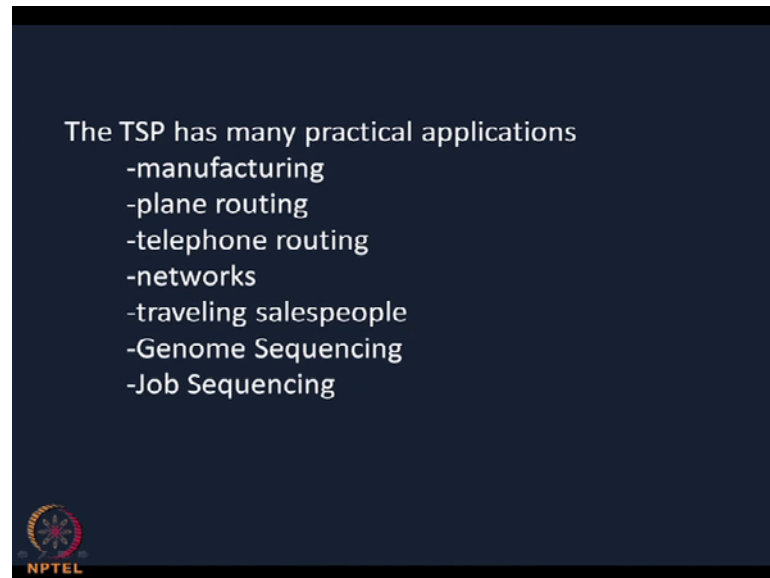 The TSP has many practical applications
-manufacturing
-plane routing
-telephone routing
-networks
-traveling salespeople
-Genome Sequencing
-Job Sequencing
NPTEL